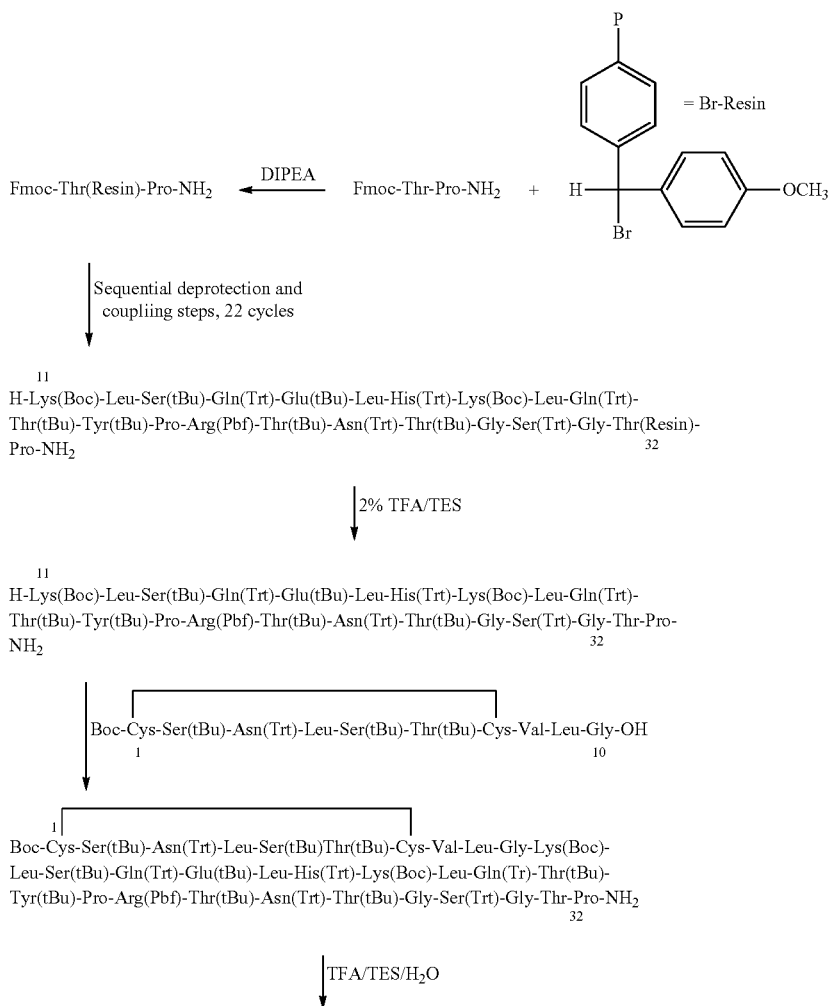 P
= Br-Resin
Fmoc-Thr(Resin)-Pro-NH2
DIPEA
Fmoc-Thr-Pro-NH2
+
H
OCH3
Br
Sequential deprotection and
coupliing steps, 22 cycles
11
H-Lys(Boc)-Leu-Ser(tBu)-Gln(Trt)-Glu(tBu)-Leu-His(Trt)-Lys(Boc)-Leu-Gln(Trt)-
Thr(tBu)-Tyr(tBu)-Pro-Arg(Pbf)-Thr(tBu)-Asn(Trt)-Thr(tBu)-Gly-Ser(Trt)-Gly-Thr(Resin)-
Pro-NH2
32
2% TFA/TES
11
H-Lys(Boc)-Leu-Ser(tBu)-Gln(Trt)-Glu(tBu)-Leu-His(Trt)-Lys(Boc)-Leu-Gln(Trt)-
Thr(tBu)-Tyr(tBu)-Pro-Arg(Pbf)-Thr(tBu)-Asn(Trt)-Thr(tBu)-Gly-Ser(Trt)-Gly-Thr-Pro-
NH2
32
Boc-Cys-Ser(tBu)-Asn(Trt)-Leu-Ser(tBu)-Thr(tBu)-Cys-Val-Leu-Gly-OH
1 10
1
Boc-Cys-Ser(tBu)-Asn(Trt)-Leu-Ser(tBu)Thr(tBu)-Cys-Val-Leu-Gly-Lys(Boc)-
Leu-Ser(tBu)-Gln(Trt)-Glu(tBu)-Leu-His(Trt)-Lys(Boc)-Leu-Gln(Tr)-Thr(tBu)-
Tyr(tBu)-Pro-Arg(Pbf)-Thr(tBu)-Asn(Trt)-Thr(tBu)-Gly-Ser(Trt)-Gly-Thr-Pro-NH2
32
TFA/TES/H2O